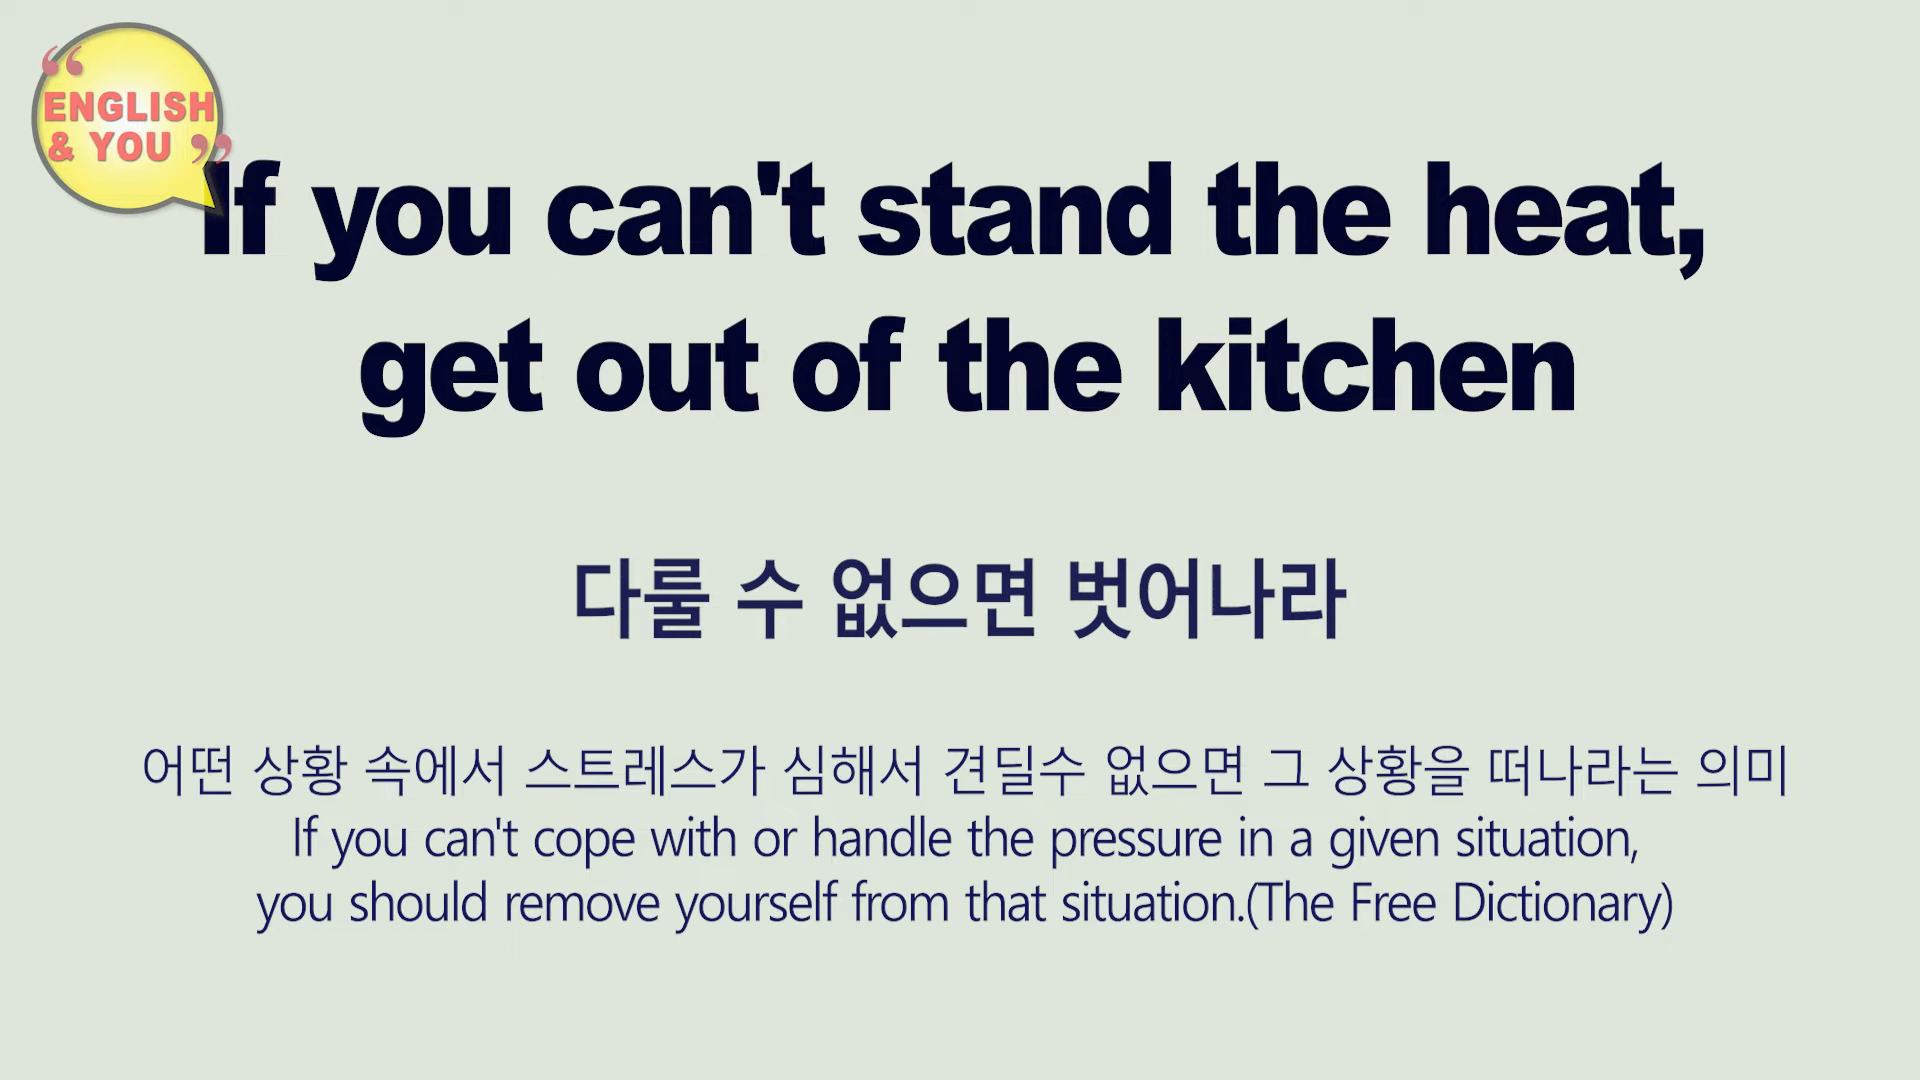 “ENGLISH
& YOU”
If you can't stand the heat,
get out of the kitchen
다룰 수 없으면 벗어나라
어떤 상황 속에서 스트레스가 심해서 견딜수 없으면 그 상황을 떠나라는 의미
If you can't cope with or handle the pressure in a given situation,
you should remove yourself from that situation.(The Free Dictionary)